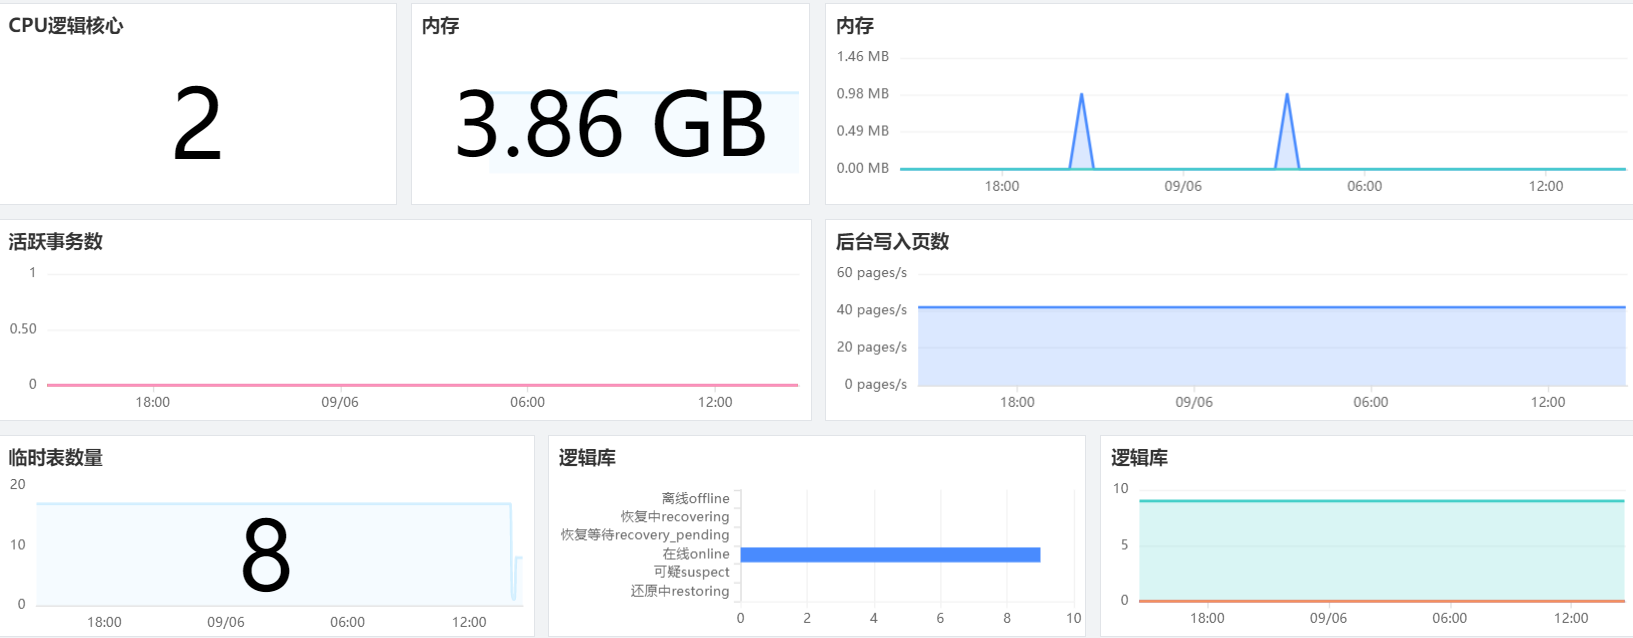 CPU逻辑核心
2
内存
3.86 GB
内存
1.46 MB
0.98 MB
0.49 MB
0.00 MB
18:00 09/06 06:00 12:00
活跃事务数
1
0.50
0
18:00 09/06 06:00 12:00
后台写入页数
60 pages/s
40 pages/s
20 pages/s
0 pages/s
18:00 09/06 06:00 12:00
临时表数量
20
10
0
8
18:00 09/06 06:00 12:00
逻辑库
离线offline
恢复中recovering
恢复等待recovery_pending
在线online
可疑suspect
还原中restoring
0 2 4 6 8 10
逻辑库
10
5
0
18:00 09/06 06:00 12:00